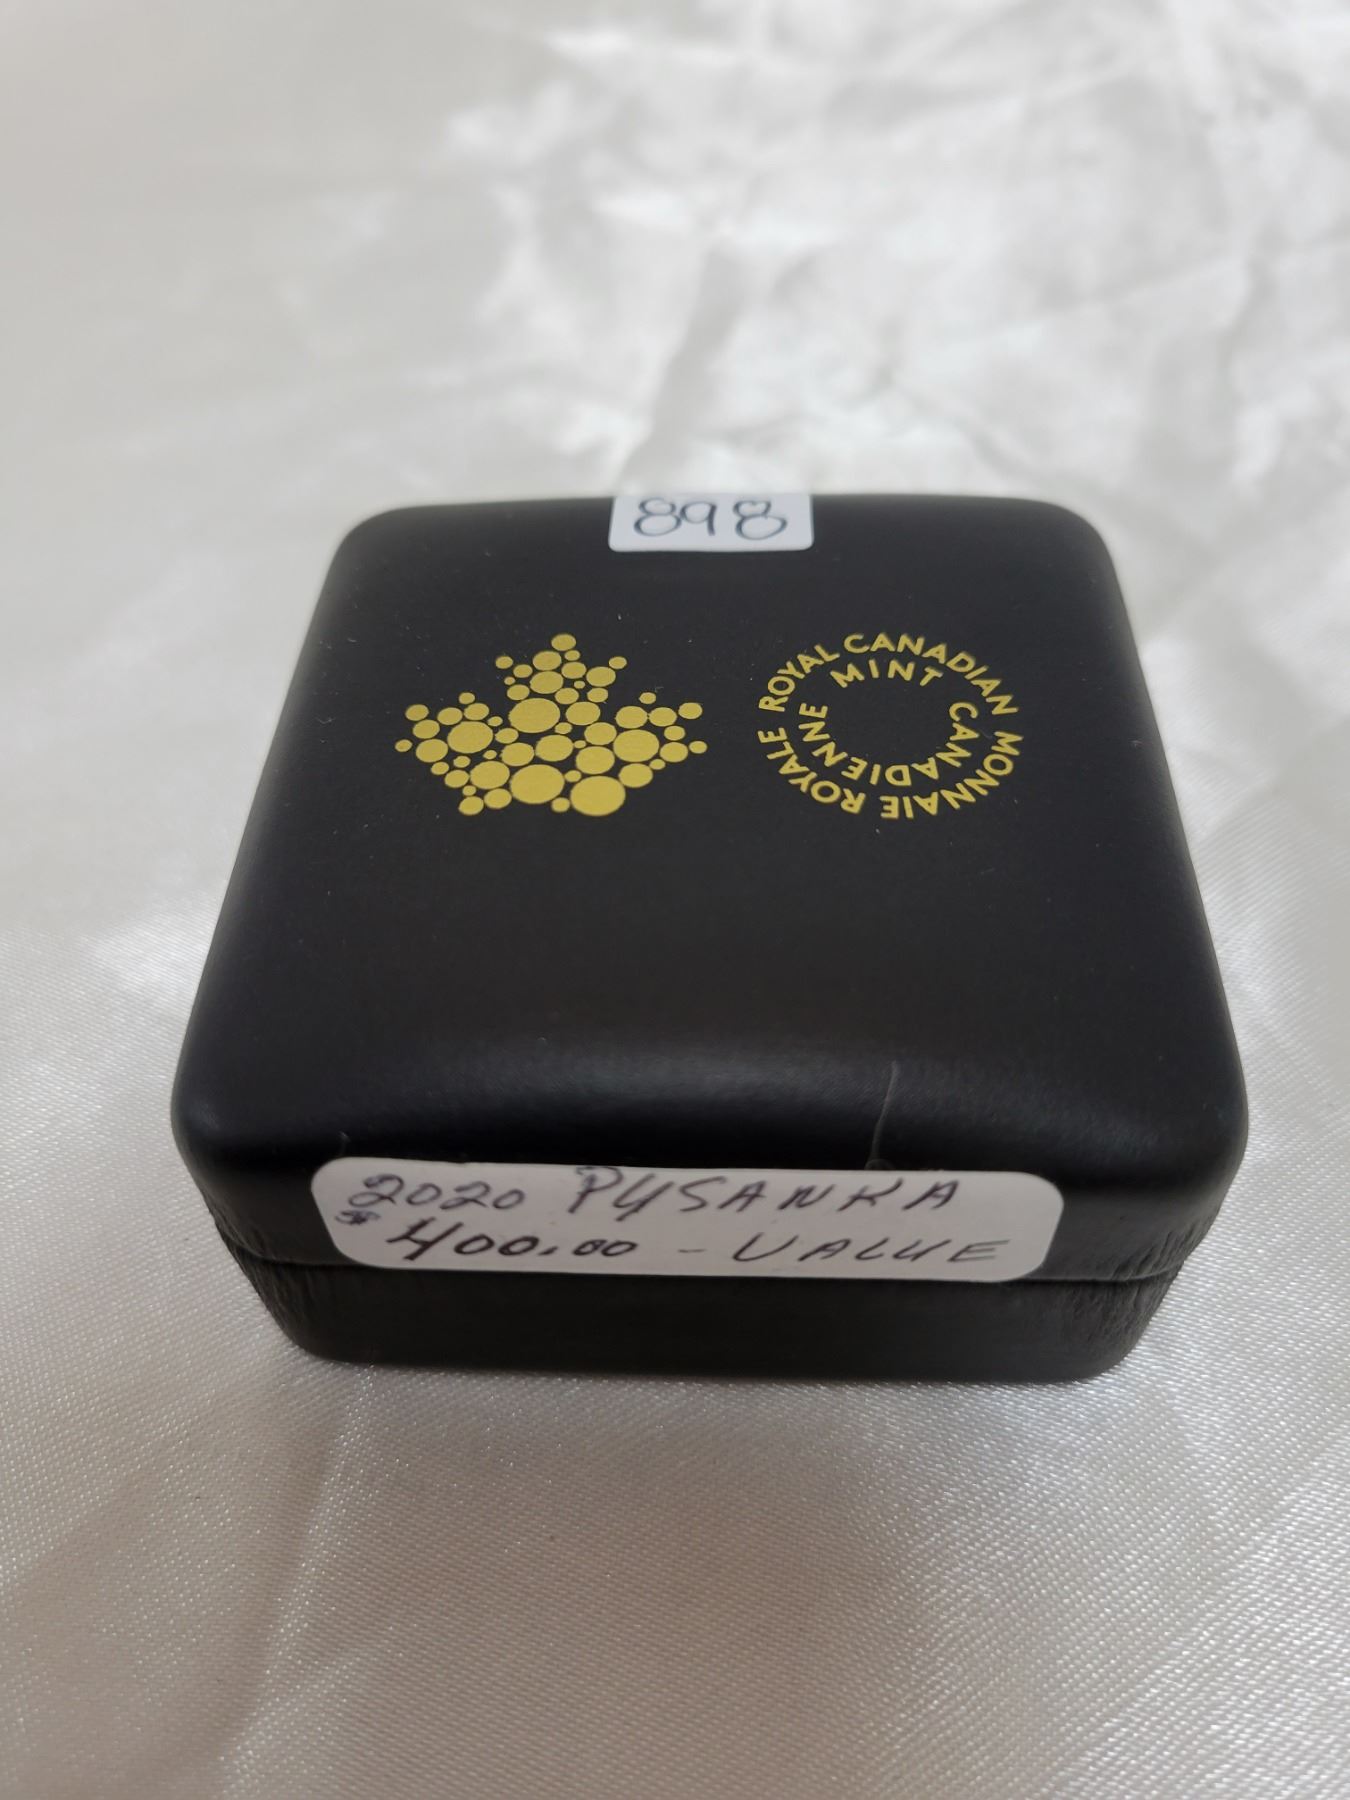 898
ROYAL CANADIAN MINT
MONNAIE ROYALE CANADIENNE
2020 PYSANKA
$400.00 - VALUE